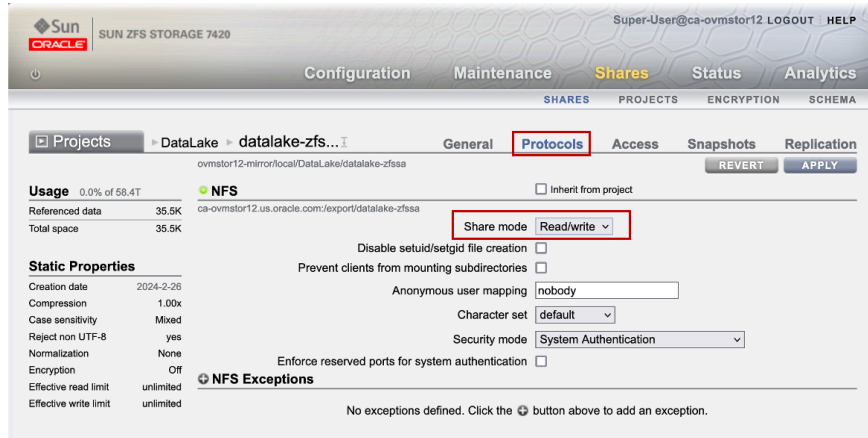 Sun
ORACLE
SUN ZFS STORAGE 7420
Super-User@ca-ovmstor12 LOGOUT HELP
Configuration Maintenance Shares Status Analytics
SHARES PROJECTS ENCRYPTION SCHEMA
Projects DataLake datalake-zfs... General Protocols Access Snapshots Replication
ovmstor12-mirror/local/DataLake/datalake-zfssa REVERT APPLY
Usage 0.0% of 58.4T
Referenced data 35.5K
Total space 35.5K
Static Properties
Creation date 2024-2-26
Compression 1.00x
Case sensitivity Mixed
Reject non UTF-8 yes
Normalization None
Encryption Off
Effective read limit unlimited
Effective write limit unlimited
NFS Inherit from project
ca-ovmstor12.us.oracle.com:/export/datalake-zfssa
Share mode Read/write
Disable setuid/setgid file creation
Prevent clients from mounting subdirectories
Anonymous user mapping nobody
Character set default
Security mode System Authentication
Enforce reserved ports for system authentication
NFS Exceptions
No exceptions defined. Click the button above to add an exception.